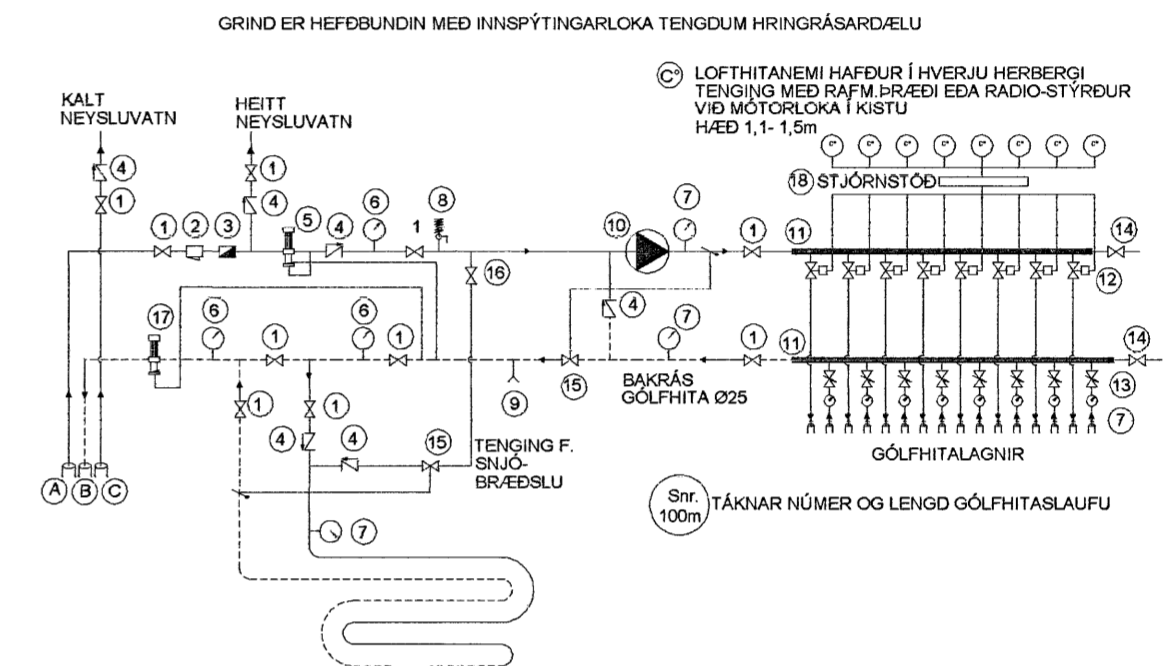 GRIND ER HEFÐBUNDIN MEÐ INNSPÝTINGARLOKA TENGDUM HRINGRÁSARDÆLU
C° LOFTHITANEMI HAFÐUR Í HVERJU HERBERGI
TENGING MEÐ RAFM.ÞRÆÐI EÐA RADIO-STÝRÐUR
VIÐ MÓTORLOKA Í KISTU
HÆÐ 1,1- 1,5m
KALT
NEYSLUVATN
HEITT
NEYSLUVATN
C° C° C° C° C° C° C° C°
4 1
1 4
18 STJÓRNSTÖÐ
1 2 3 5 4 6 1 8 10 7 1 11 14
16 12
4
17 6 1 6 1 7 1 11 14
9 15 13
BAKRÁS
GÓLFHITA Ø25
1 1
4 4 15
7
TENGING F.
SNJÓ-
BRÆÐSLU
GÓLFHITALAGNIR
A B C
Snr.
100m
TÁKNAR NÚMER OG LENGD GÓLFHITASLAUFU
7